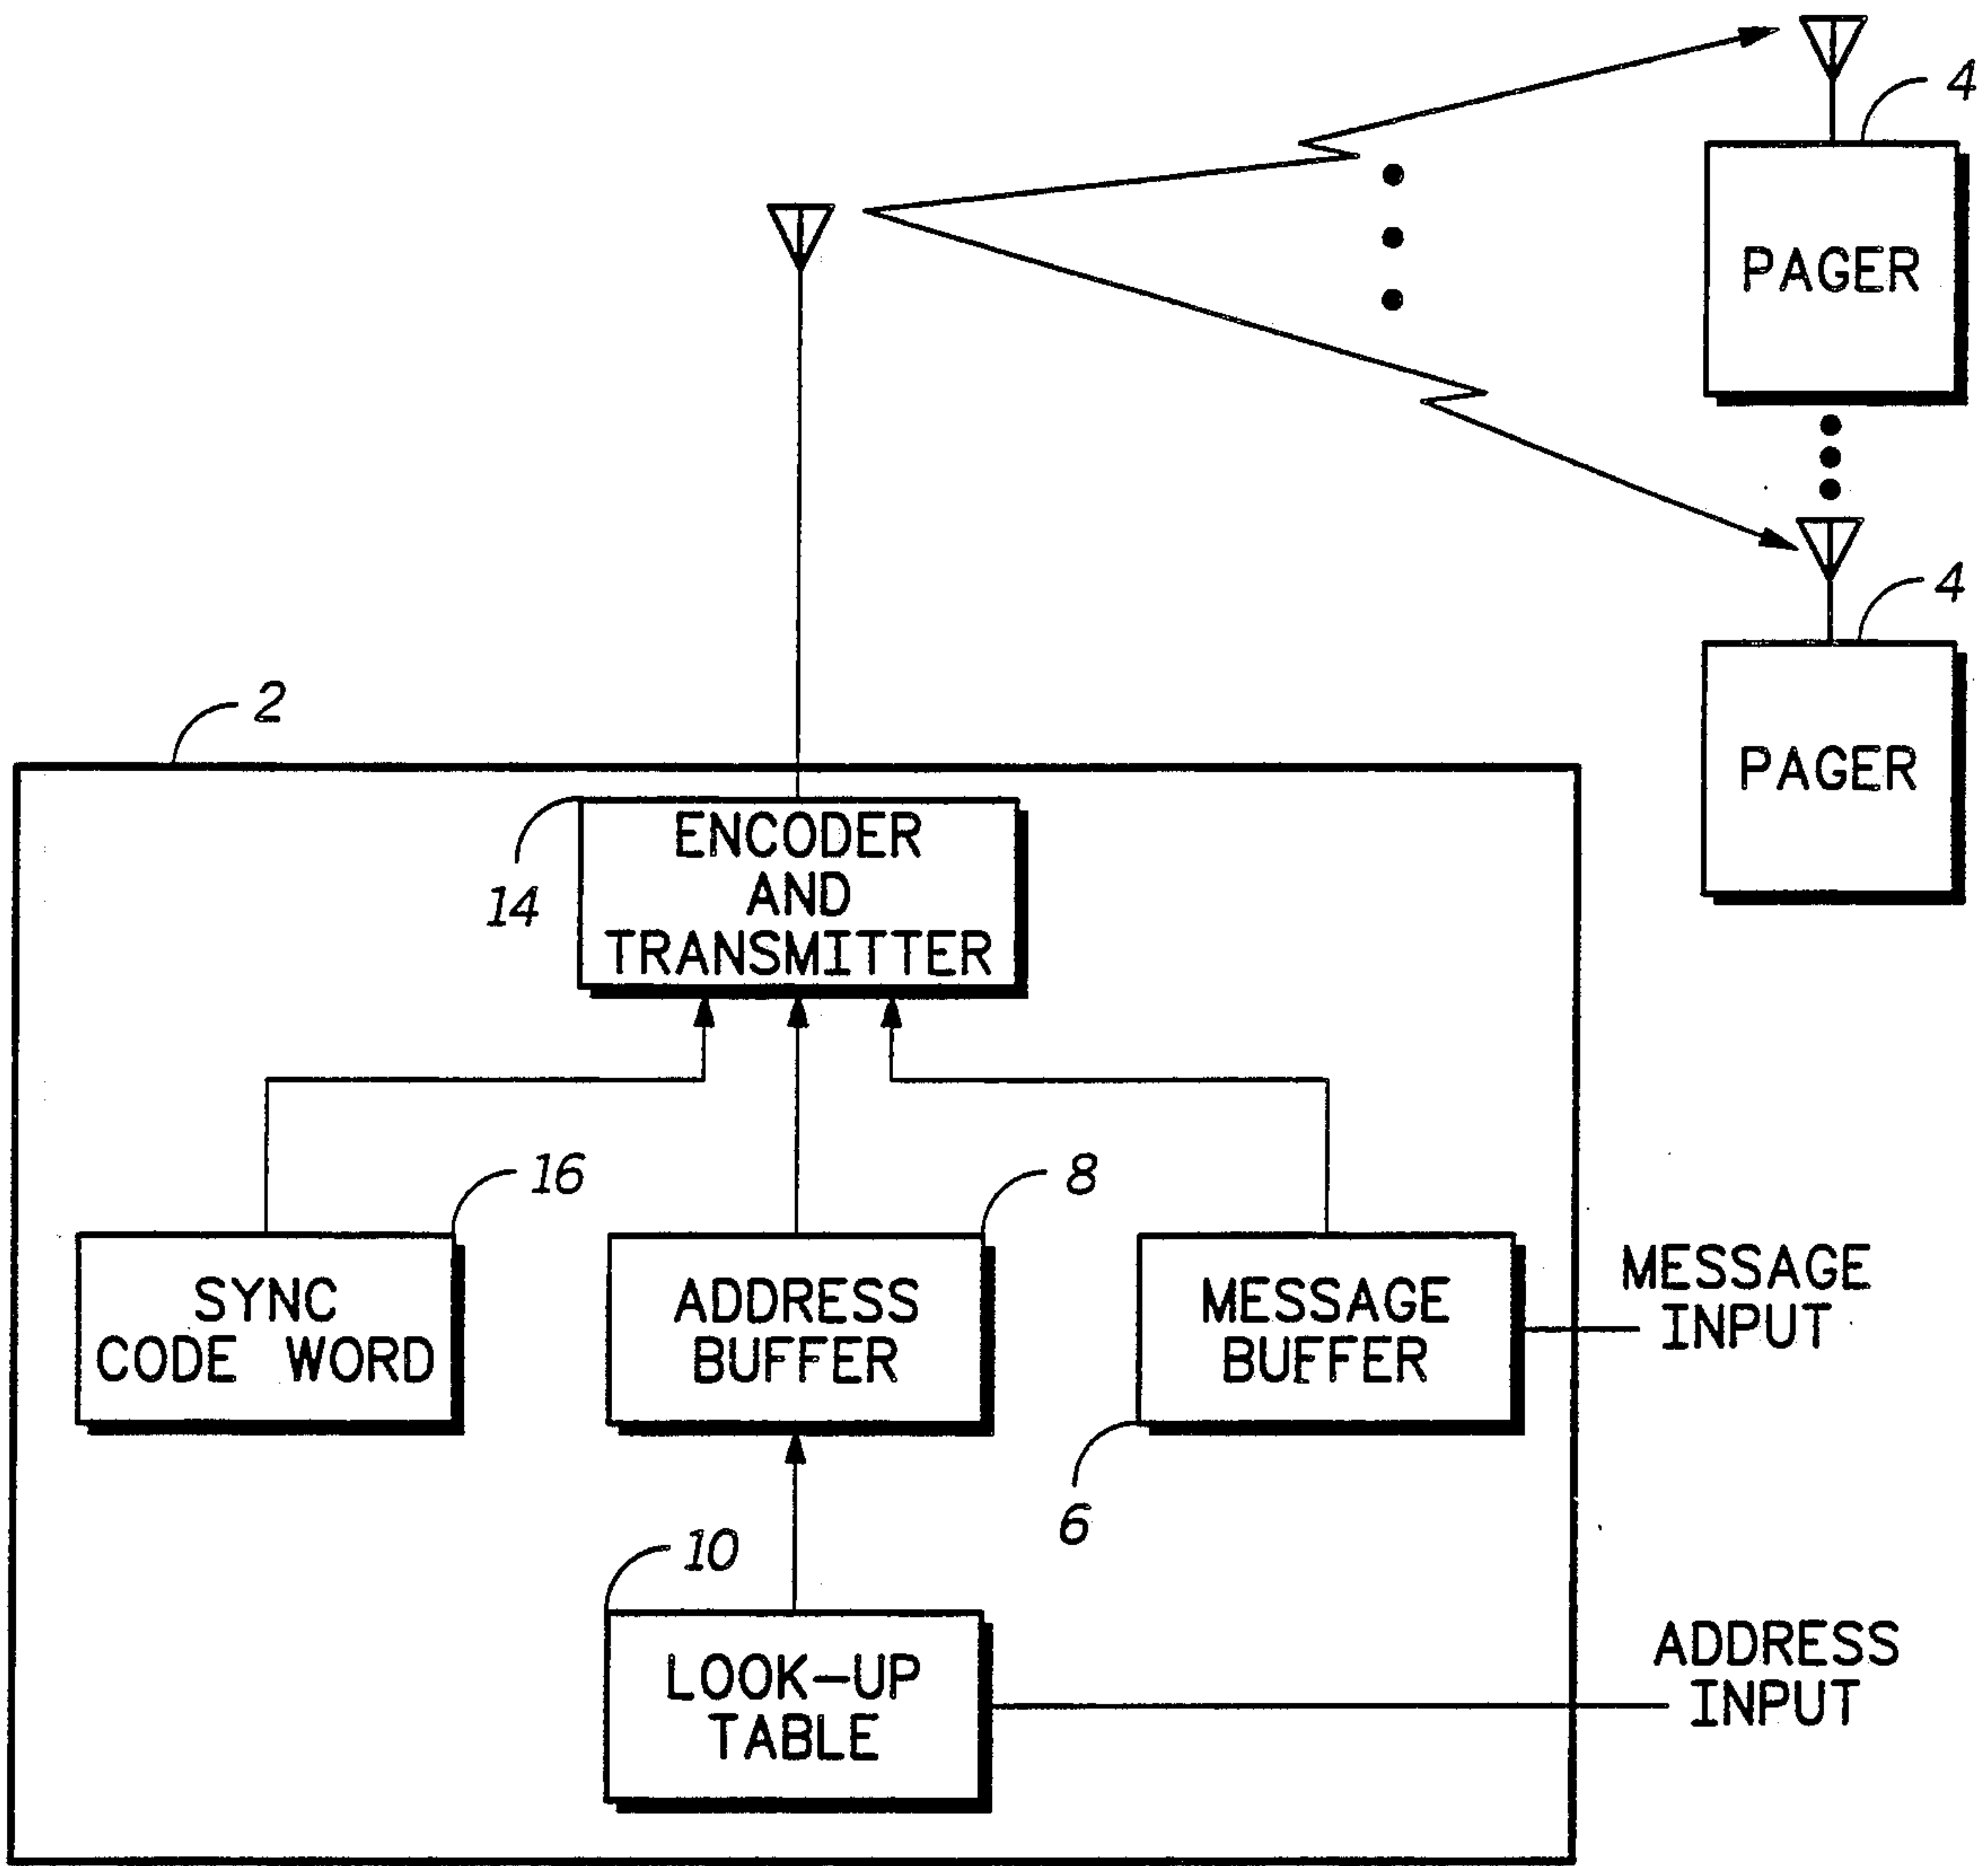 4
PAGER
4
PAGER
2
ENCODER
AND
TRANSMITTER
14
16
8
SYNC
CODE WORD
ADDRESS
BUFFER
MESSAGE
BUFFER
MESSAGE
INPUT
6
10
LOOK-UP
TABLE
ADDRESS
INPUT